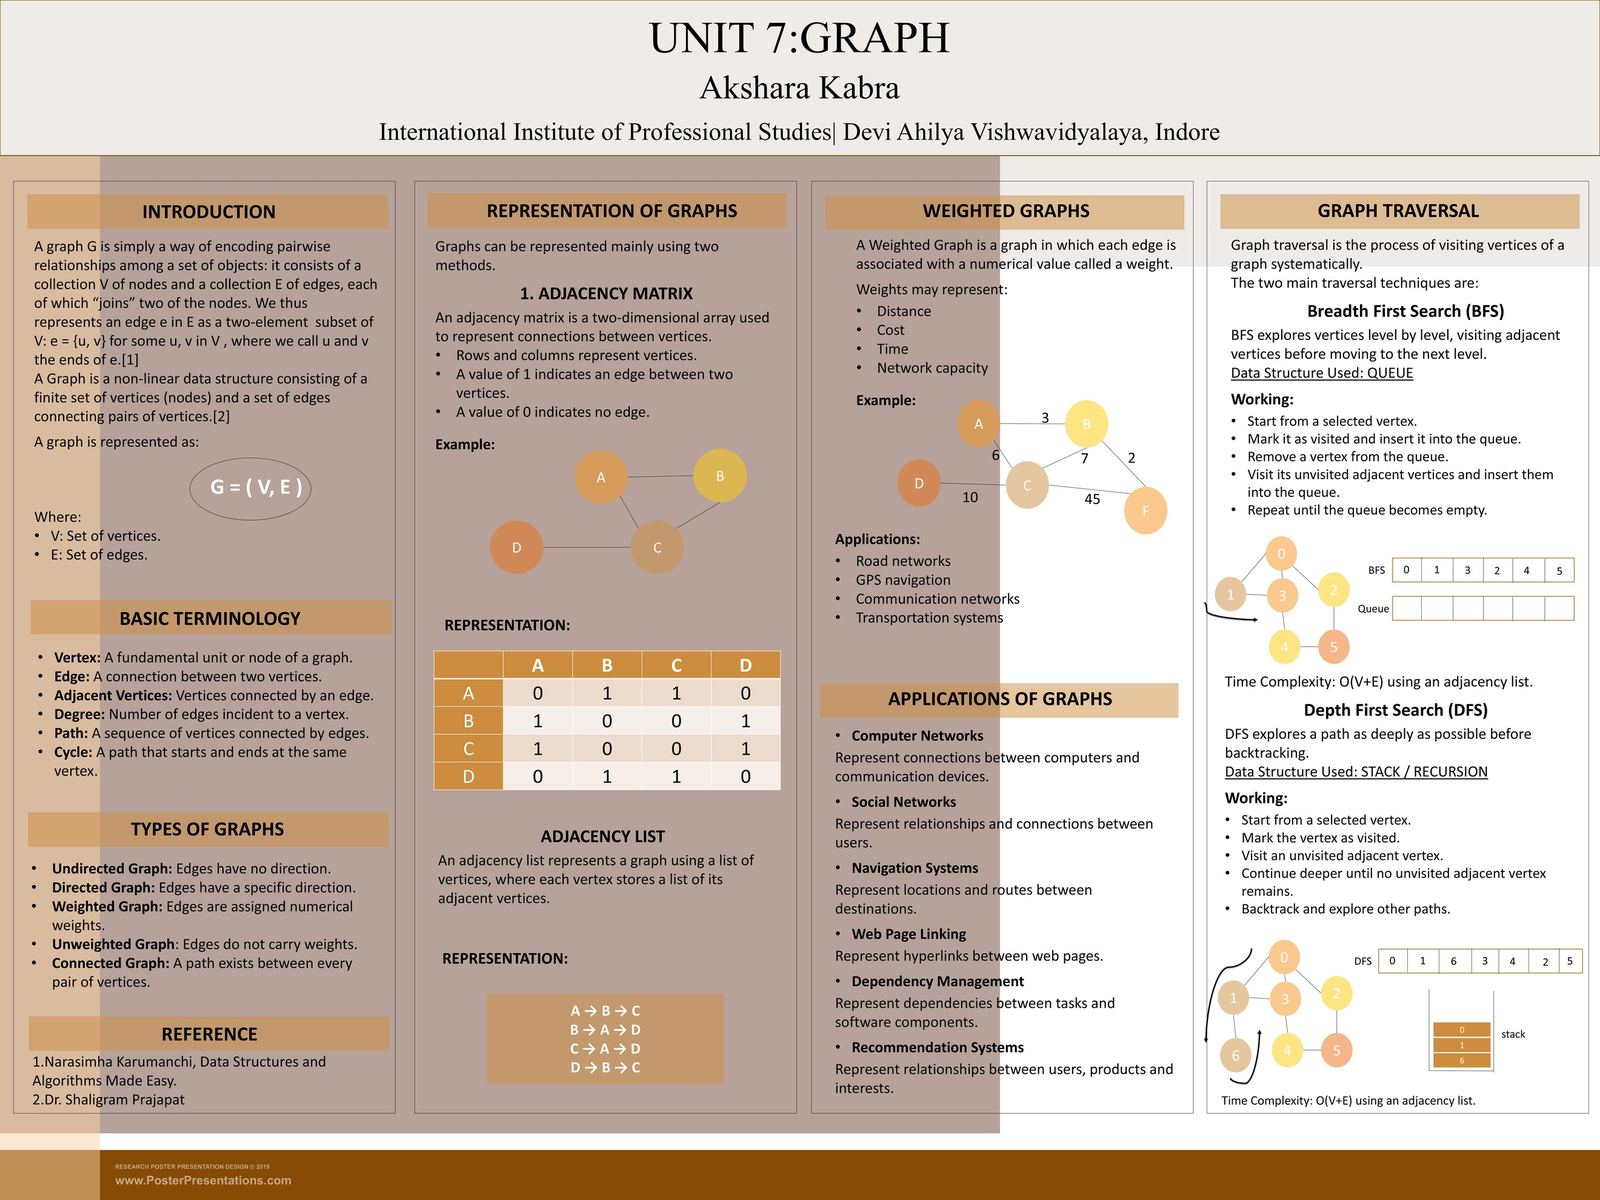 UNIT 7:GRAPH
Akshara Kabra
International Institute of Professional Studies| Devi Ahilya Vishwavidyalaya, Indore
INTRODUCTION
A graph G is simply a way of encoding pairwise
relationships among a set of objects: it consists of a
collection V of nodes and a collection E of edges, each
of which “joins” two of the nodes. We thus
represents an edge e in E as a two-element subset of
V: e = {u, v} for some u, v in V , where we call u and v
the ends of e.[1]
A Graph is a non-linear data structure consisting of a
finite set of vertices (nodes) and a set of edges
connecting pairs of vertices.[2]
A graph is represented as:
G = ( V, E )
Where:
• V: Set of vertices.
• E: Set of edges.
BASIC TERMINOLOGY
• Vertex: A fundamental unit or node of a graph.
• Edge: A connection between two vertices.
• Adjacent Vertices: Vertices connected by an edge.
• Degree: Number of edges incident to a vertex.
• Path: A sequence of vertices connected by edges.
• Cycle: A path that starts and ends at the same
vertex.
TYPES OF GRAPHS
• Undirected Graph: Edges have no direction.
• Directed Graph: Edges have a specific direction.
• Weighted Graph: Edges are assigned numerical
weights.
• Unweighted Graph: Edges do not carry weights.
• Connected Graph: A path exists between every
pair of vertices.
REFERENCE
1.Narasimha Karumanchi, Data Structures and
Algorithms Made Easy.
2.Dr. Shaligram Prajapat
REPRESENTATION OF GRAPHS
Graphs can be represented mainly using two
methods.
1. ADJACENCY MATRIX
An adjacency matrix is a two-dimensional array used
to represent connections between vertices.
• Rows and columns represent vertices.
• A value of 1 indicates an edge between two
vertices.
• A value of 0 indicates no edge.
Example:
A B
D C
REPRESENTATION:
A B C D
A 0 1 1 0
B 1 0 0 1
C 1 0 0 1
D 0 1 1 0
ADJACENCY LIST
An adjacency list represents a graph using a list of
vertices, where each vertex stores a list of its
adjacent vertices.
REPRESENTATION:
A → B → C
B → A → D
C → A → D
D → B → C
WEIGHTED GRAPHS
A Weighted Graph is a graph in which each edge is
associated with a numerical value called a weight.
Weights may represent:
• Distance
• Cost
• Time
• Network capacity
Example:
A 3 B
6 7 2
D 10 C 45 F
Applications:
• Road networks
• GPS navigation
• Communication networks
• Transportation systems
APPLICATIONS OF GRAPHS
• Computer Networks
Represent connections between computers and
communication devices.
• Social Networks
Represent relationships and connections between
users.
• Navigation Systems
Represent locations and routes between
destinations.
• Web Page Linking
Represent hyperlinks between web pages.
• Dependency Management
Represent dependencies between tasks and
software components.
• Recommendation Systems
Represent relationships between users, products and
interests.
GRAPH TRAVERSAL
Graph traversal is the process of visiting vertices of a
graph systematically.
The two main traversal techniques are:
Breadth First Search (BFS)
BFS explores vertices level by level, visiting adjacent
vertices before moving to the next level.
Data Structure Used: QUEUE
Working:
• Start from a selected vertex.
• Mark it as visited and insert it into the queue.
• Remove a vertex from the queue.
• Visit its unvisited adjacent vertices and insert them
into the queue.
• Repeat until the queue becomes empty.
0
1 3 2
4 5
BFS 0 1 3 2 4 5
Queue
Time Complexity: O(V+E) using an adjacency list.
Depth First Search (DFS)
DFS explores a path as deeply as possible before
backtracking.
Data Structure Used: STACK / RECURSION
Working:
• Start from a selected vertex.
• Mark the vertex as visited.
• Visit an unvisited adjacent vertex.
• Continue deeper until no unvisited adjacent vertex
remains.
• Backtrack and explore other paths.
0
1 3 2
6 4 5
DFS 0 1 6 3 4 2 5
0
1
6
stack
Time Complexity: O(V+E) using an adjacency list.
RESEARCH POSTER PRESENTATION DESIGN © 2019
www.PosterPresentations.com